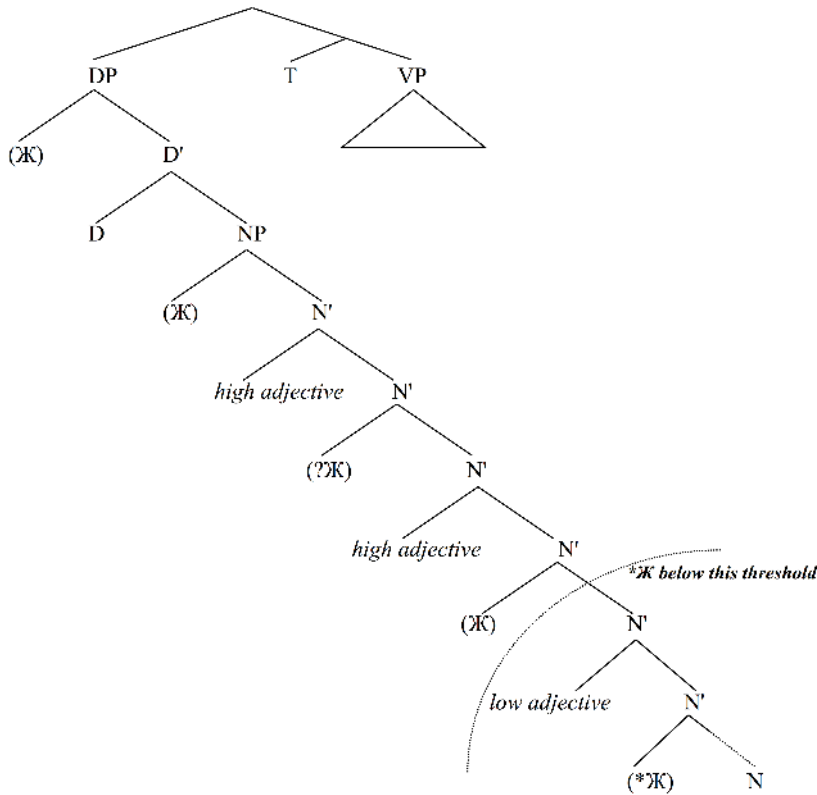 DP T VP
(Ж) D'
D NP
(Ж) N'
high adjective N'
(?Ж) N'
high adjective N'
*Ж below this threshold
(Ж) N'
low adjective N'
(*Ж) N